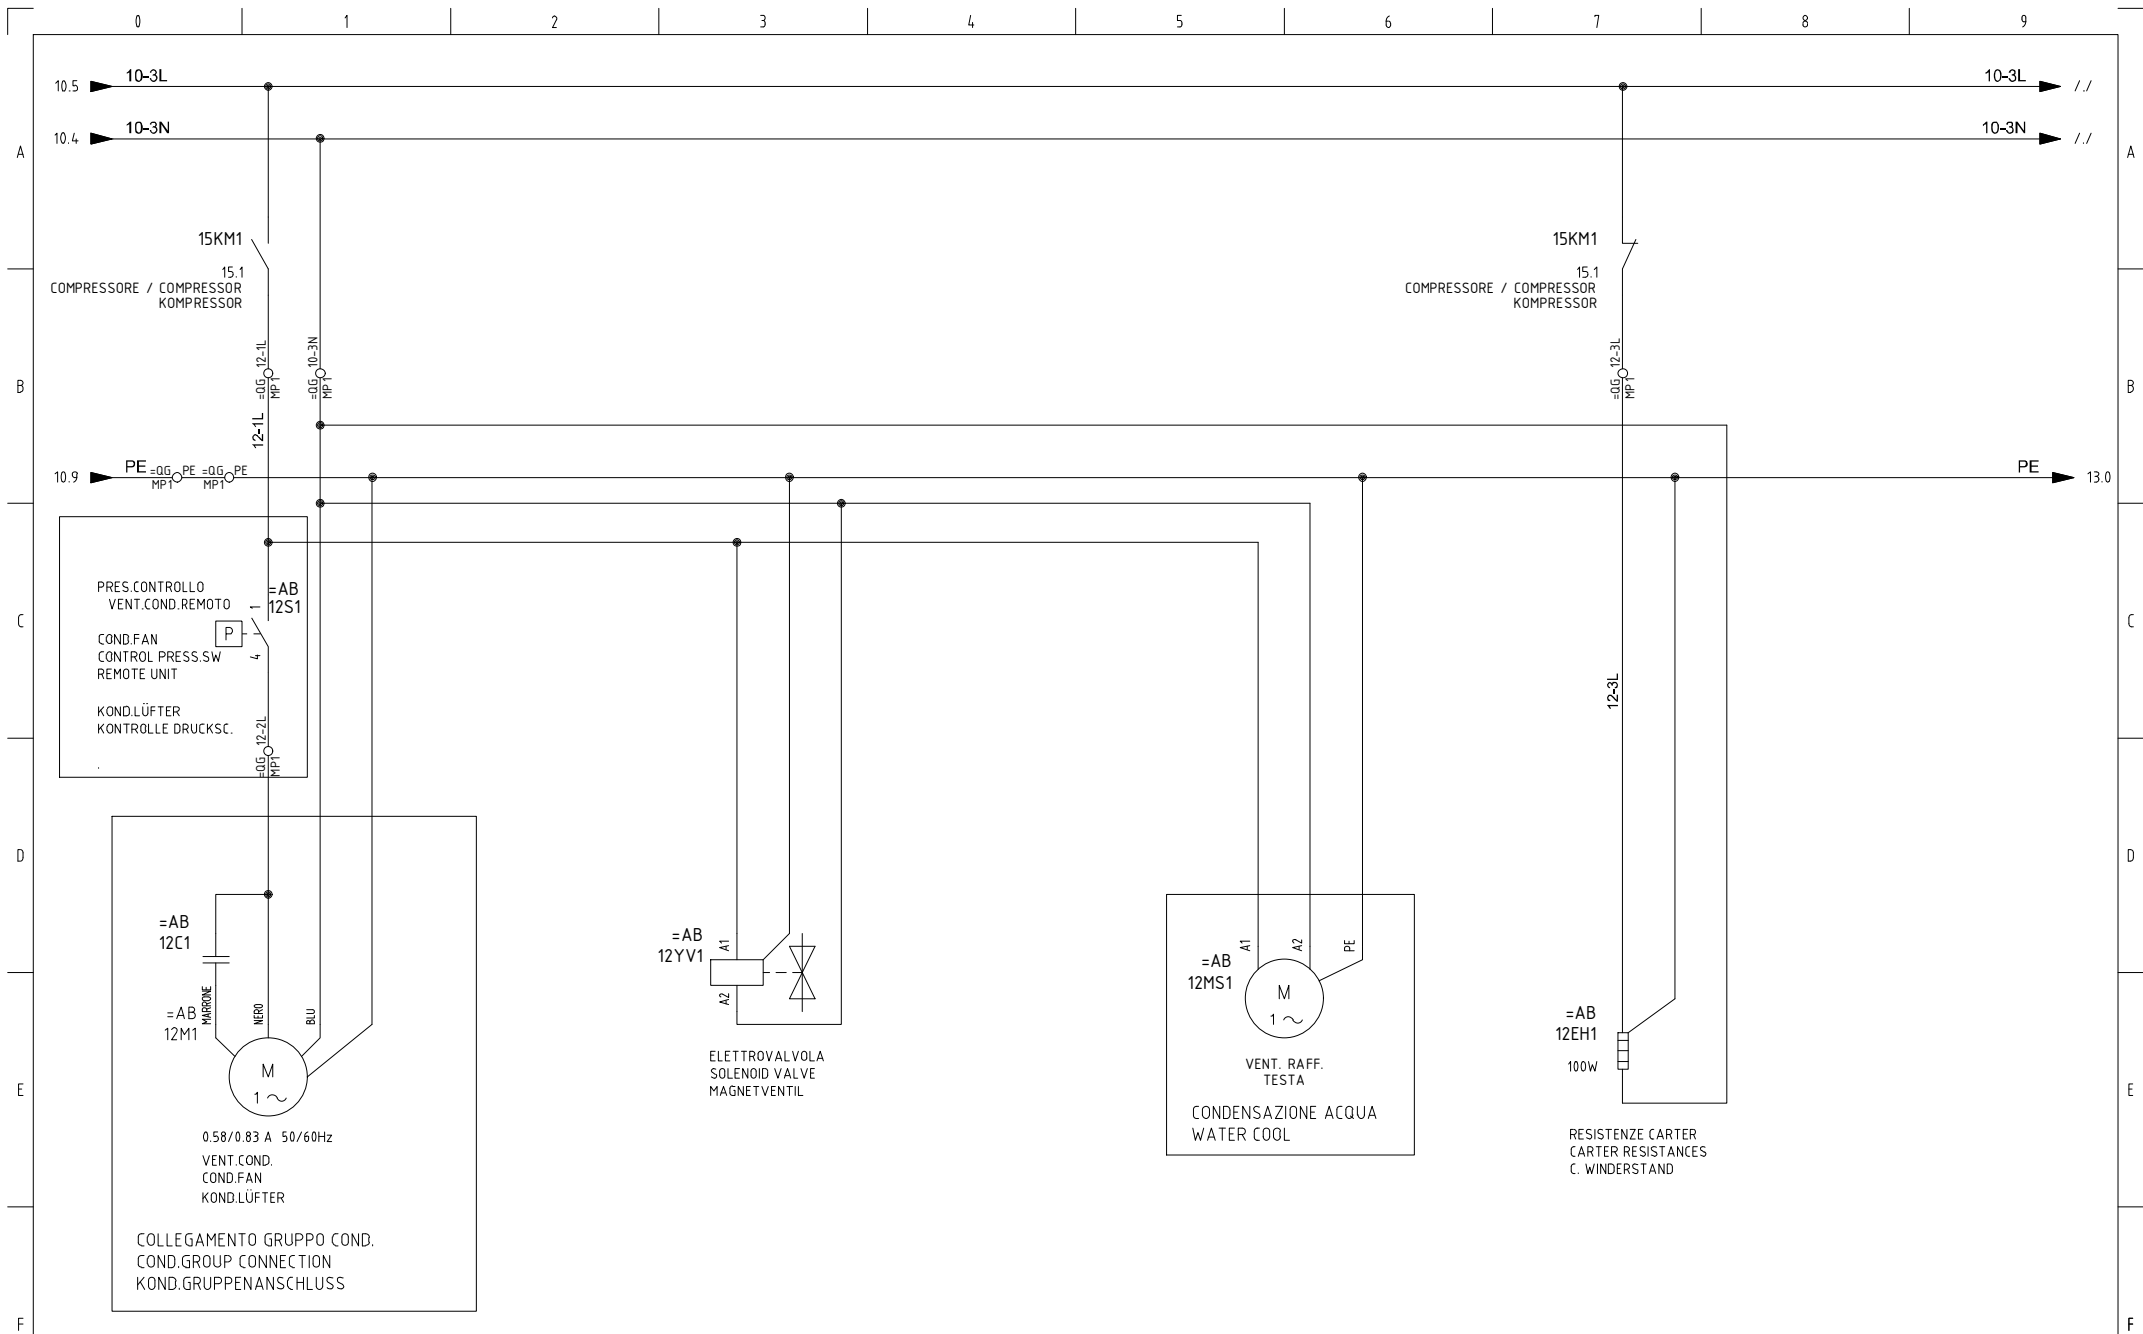 0 1 2 3 4 5 6 7 8 9
10.5 10-3L 10-3L /./
10.4 10-3N 10-3N /./
A A
15KM1 15KM1
15.1 15.1
COMPRESSORE / COMPRESSOR COMPRESSORE / COMPRESSOR
KOMPRESSOR KOMPRESSOR
=QG 12-1L =QG 10-3N =QG 12-3L
MP1 MP1 MP1
B B
12-1L
10.9 PE =QG PE =QG PE PE 13.0
MP1 MP1
PRES.CONTROLLO
VENT.COND.REMOTO
=AB
12S1
1
P
4
C C
COND.FAN
CONTROL PRESS.SW
REMOTE UNIT
KOND.LÜFTER
KONTROLLE DRUCKSC.
=QG 12-2L
MP1
12-3L
.
D D
=AB
12C1
=AB
12M1
MARRONE
NERO
BLU
M
1 ~
0.58/0.83 A 50/60Hz
VENT.COND.
COND.FAN
KOND.LÜFTER
COLLEGAMENTO GRUPPO COND.
COND.GROUP CONNECTION
KOND.GRUPPENANSCHLUSS
=AB
12YV1
A1
A2
ELETTROVALVOLA
SOLENOID VALVE
MAGNETVENTIL
=AB
12MS1
A1
A2
PE
M
1 ~
VENT. RAFF.
TESTA
CONDENSAZIONE ACQUA
WATER COOL
=AB
12EH1
100W
RESISTENZE CARTER
CARTER RESISTANCES
C. WINDERSTAND
E E
F F